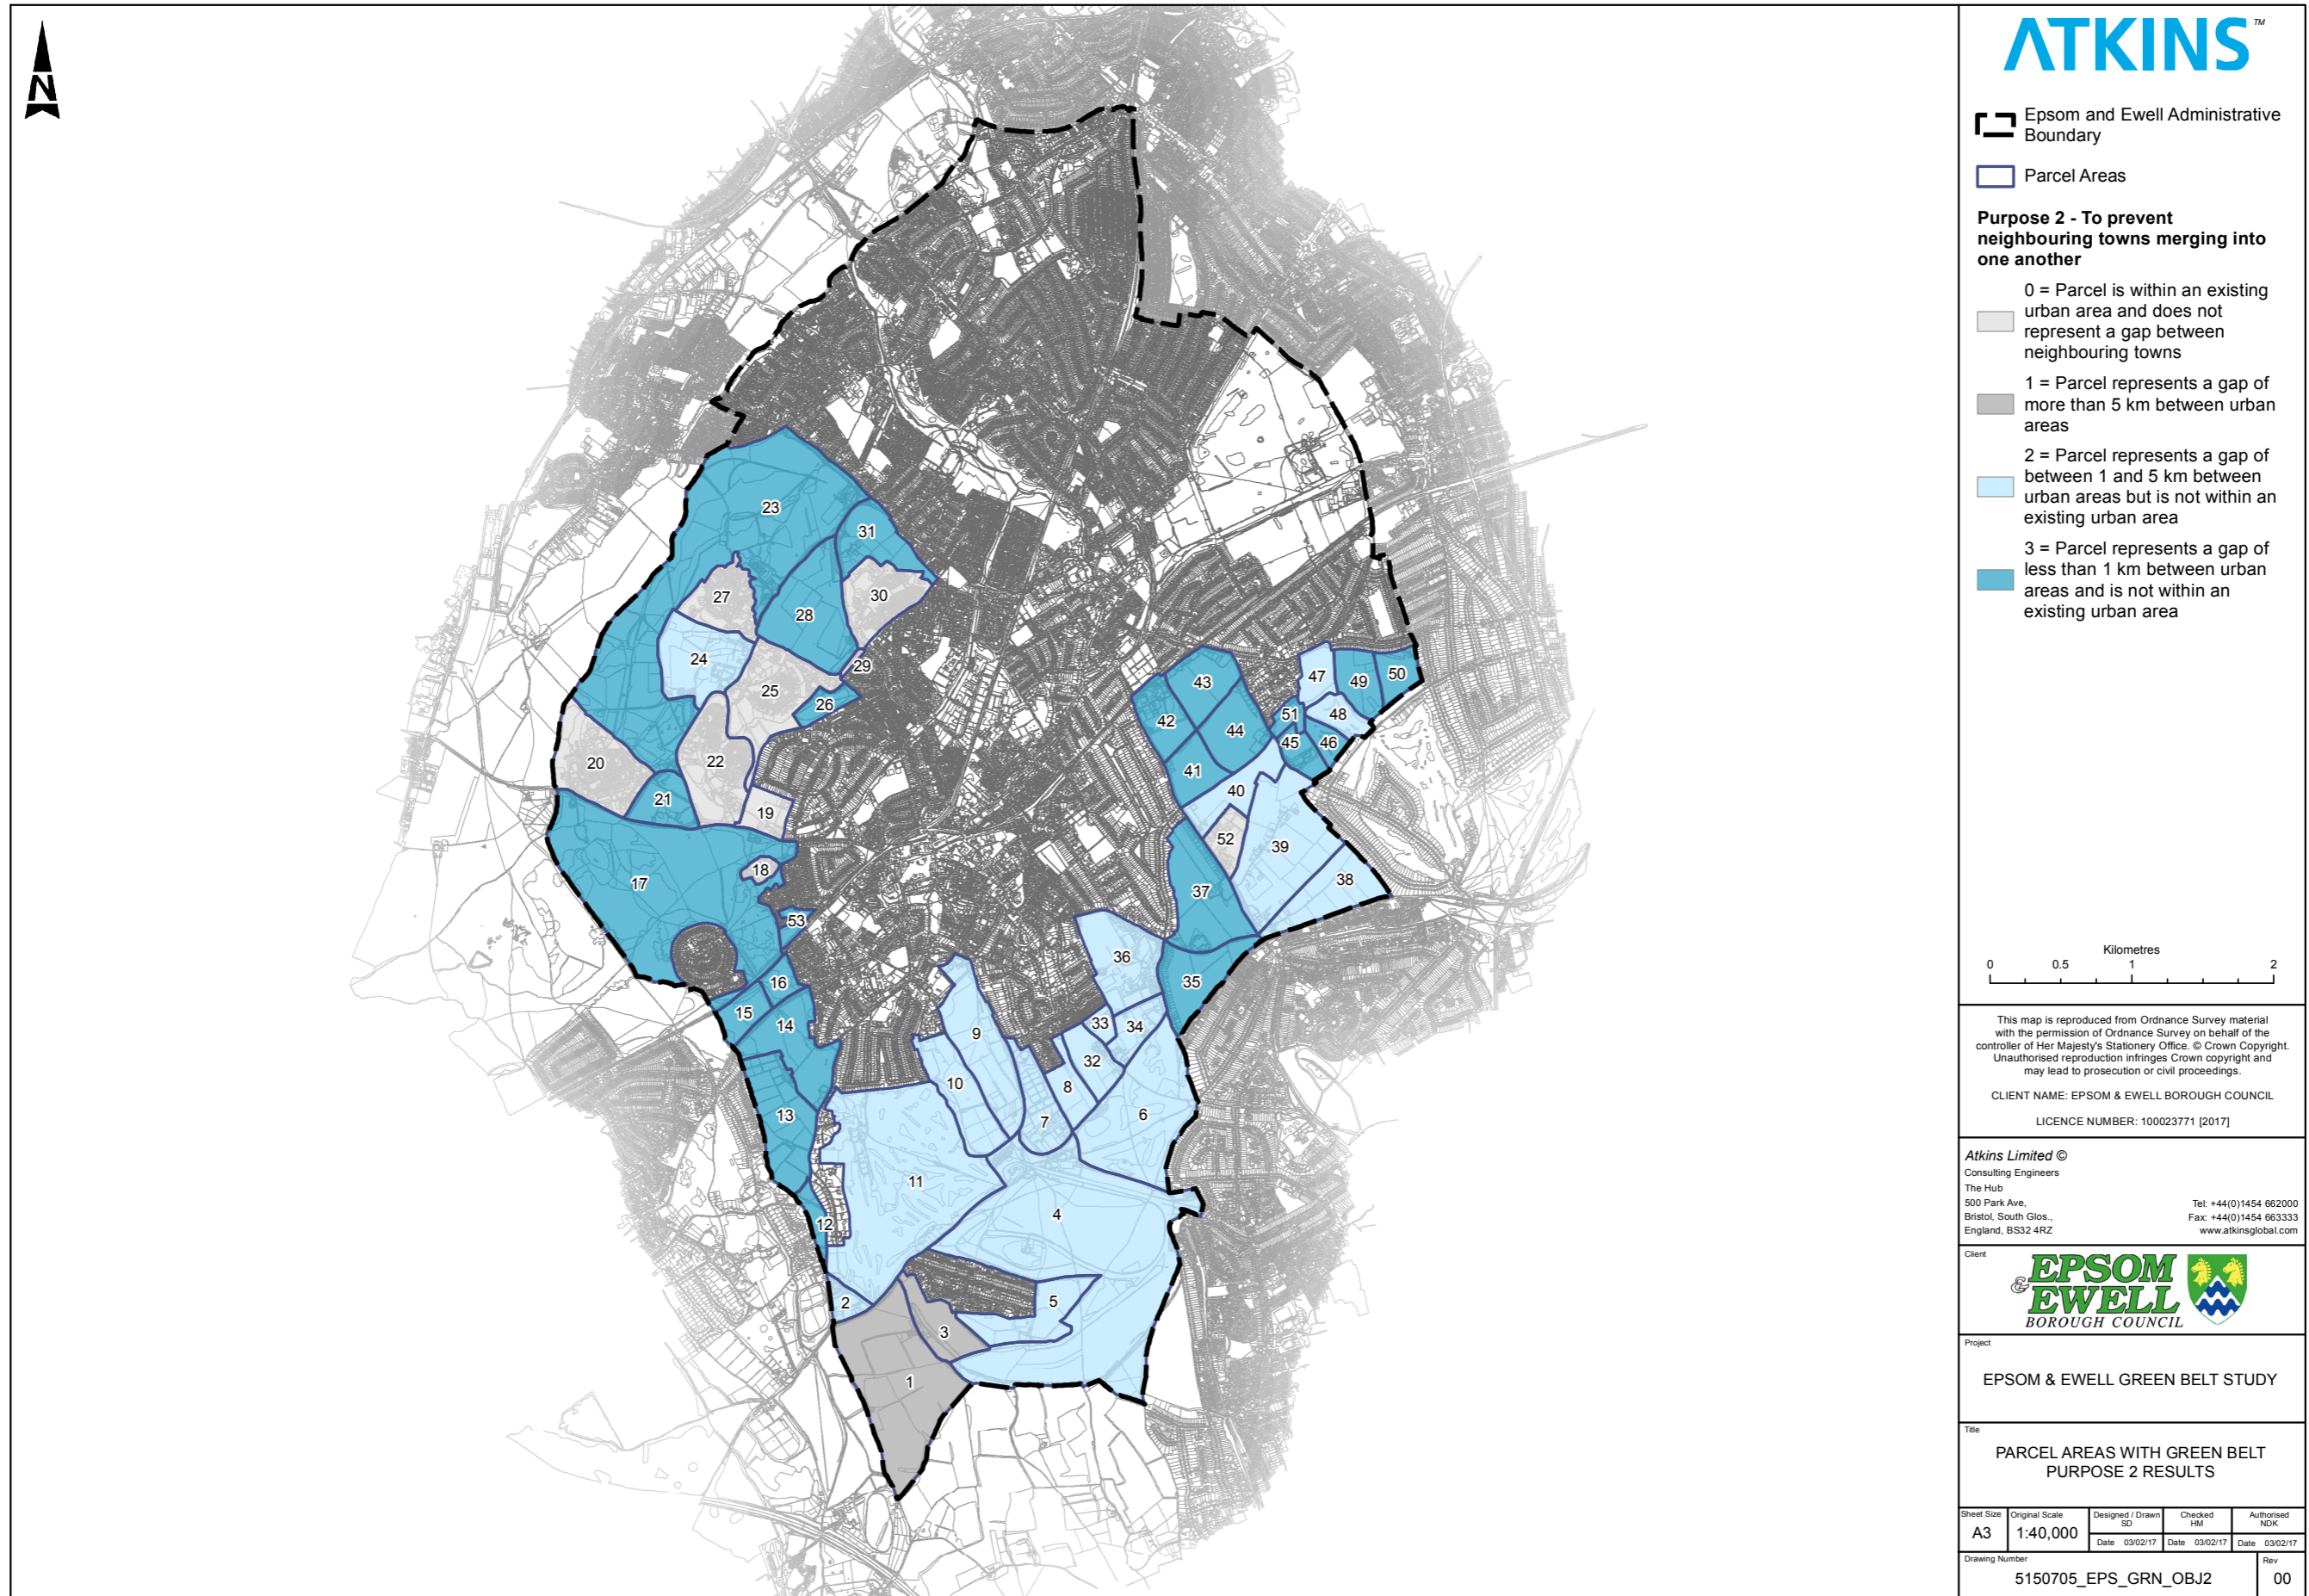 N
23
31
27
30
28
24
29
25
26
20
22
21
19
18
17
53
16
15
14
13
12
43
42
44
41
47
49
50
51
48
45
46
40
52
39
38
37
36
35
33
34
32
9
10
8
7
6
11
4
2
5
3
1
ATKINS™
Epsom and Ewell Administrative
Boundary
Parcel Areas
Purpose 2 - To prevent
neighbouring towns merging into
one another
0 = Parcel is within an existing
urban area and does not
represent a gap between
neighbouring towns
1 = Parcel represents a gap of
more than 5 km between urban
areas
2 = Parcel represents a gap of
between 1 and 5 km between
urban areas but is not within an
existing urban area
3 = Parcel represents a gap of
less than 1 km between urban
areas and is not within an
existing urban area
Kilometres
0 0.5 1 2
This map is reproduced from Ordnance Survey material
with the permission of Ordnance Survey on behalf of the
controller of Her Majesty's Stationery Office. © Crown Copyright.
Unauthorised reproduction infringes Crown copyright and
may lead to prosecution or civil proceedings.
CLIENT NAME: EPSOM & EWELL BOROUGH COUNCIL
LICENCE NUMBER: 100023771 [2017]
Atkins Limited ©
Consulting Engineers
The Hub
500 Park Ave, Tel: +44(0)1454 662000
Bristol, South Glos., Fax: +44(0)1454 663333
England, BS32 4RZ www.atkinsglobal.com
Client
EPSOM
& EWELL
BOROUGH COUNCIL
Project
EPSOM & EWELL GREEN BELT STUDY
Title
PARCEL AREAS WITH GREEN BELT
PURPOSE 2 RESULTS
Sheet Size Original Scale Designed / Drawn Checked Authorised
A3 1:40,000 SD HM NDK
Date 03/02/17 Date 03/02/17 Date 03/02/17
Drawing Number Rev
5150705_EPS_GRN_OBJ2 00